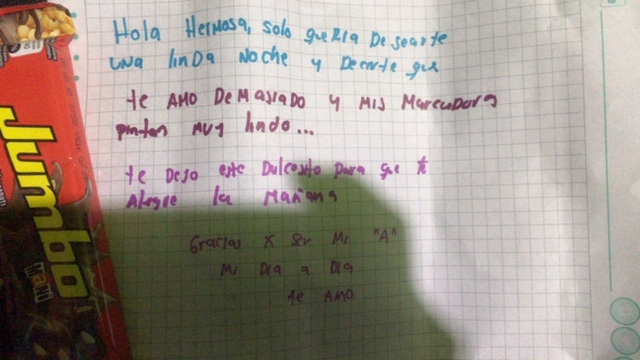 Jumbo
Mani
Hola Hermosa, solo queria Desearte
una linda Noche y Decirte que
te AMO DeMasiado y Mis Marcadores
pintan muy lindo...
te Dejo este Dulcesito para que te
Alegre la Mañana
Gracias x ser Mi "A"
Mi Dia a Dia
te AMO